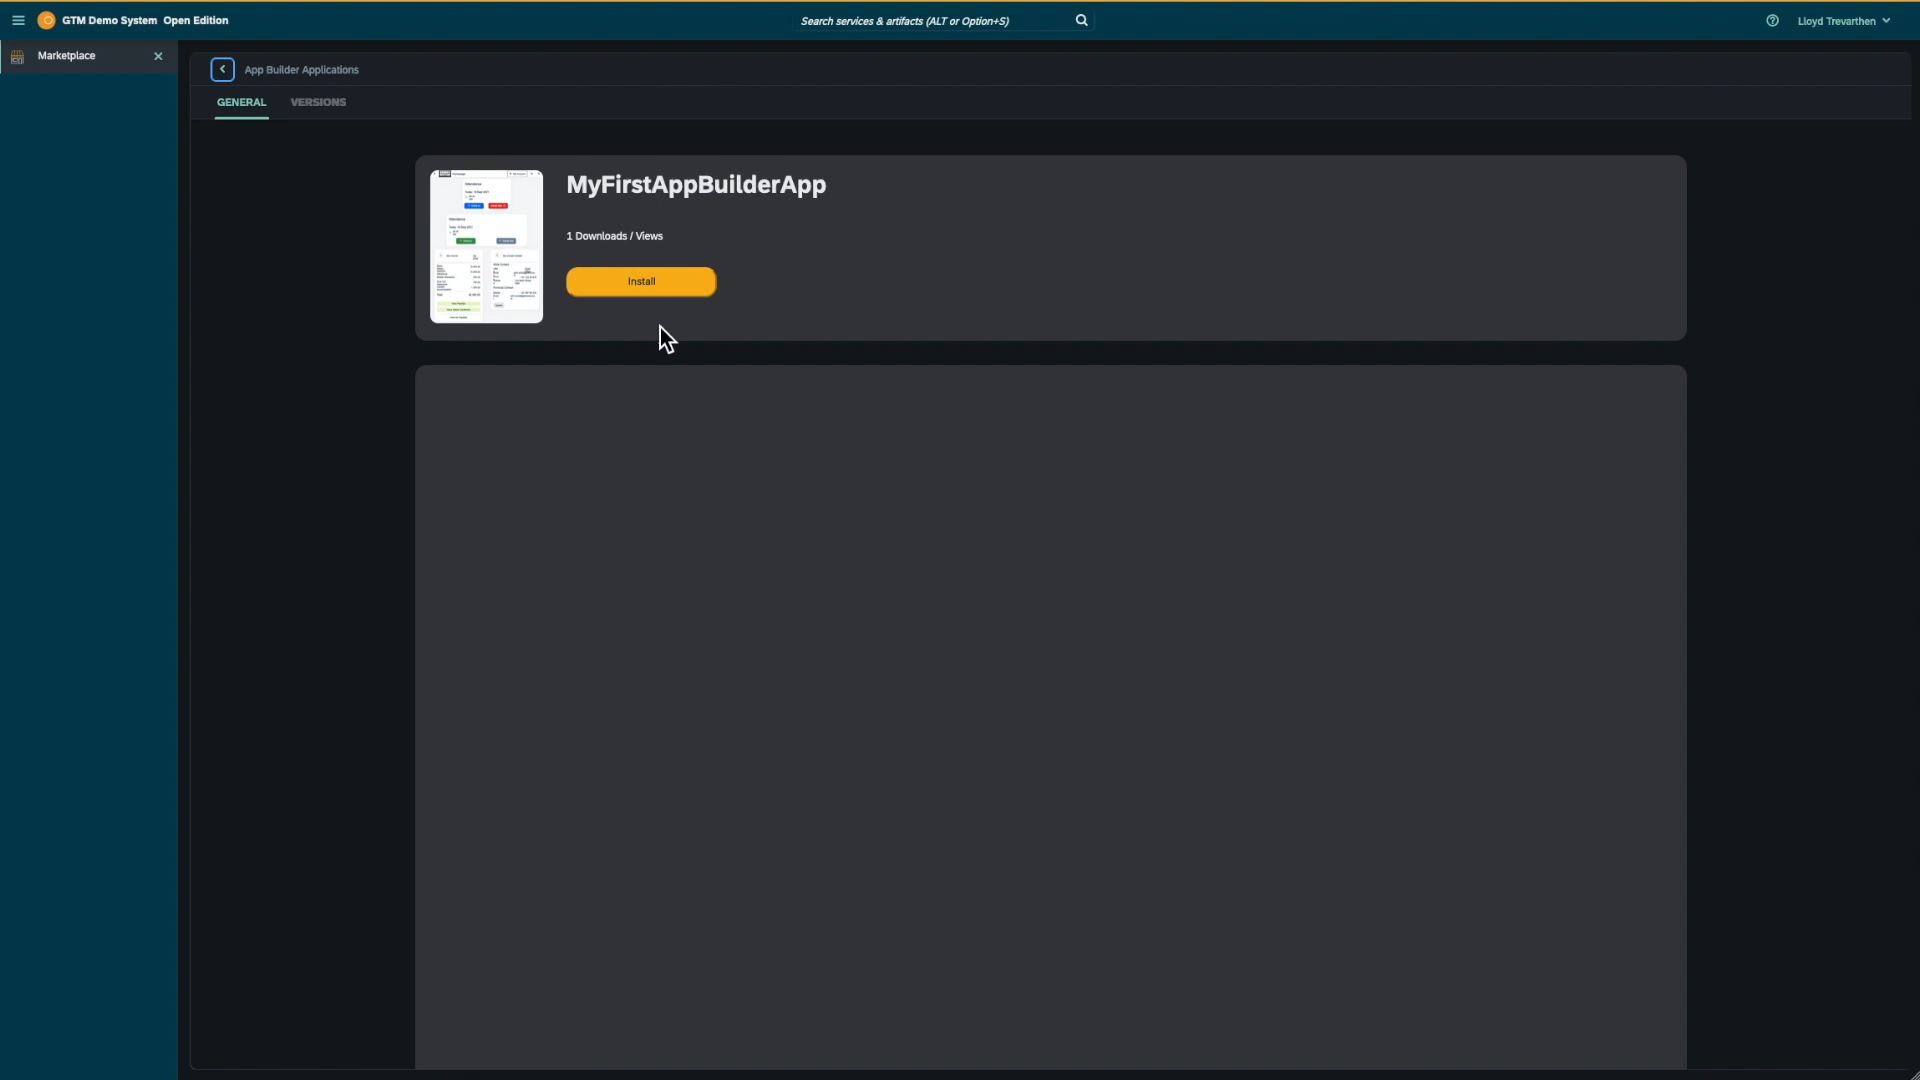 GTM Demo System Open Edition
Search services & artifacts (ALT or Option+S)
Lloyd Trevarthen
Marketplace
App Builder Applications
GENERAL
VERSIONS
MyFirstAppBuilderApp
1 Downloads / Views
Install